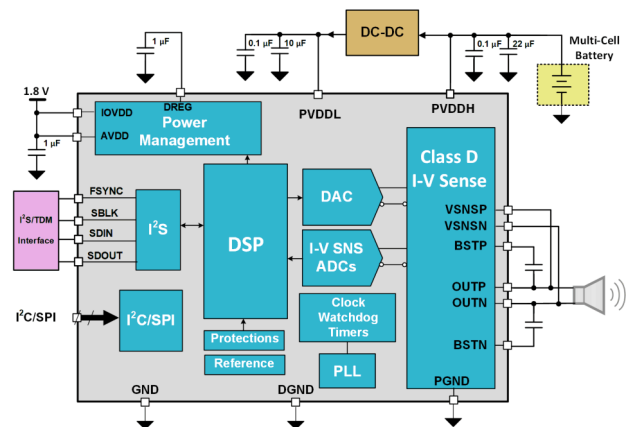 1 µF
0.1 µF
10 µF
DC-DC
0.1 µF
22 µF
Multi-Cell
Battery
1.8 V
IOVDD
DREG
PVDDL
PVDDH
AVDD
Power
Management
1 µF
Class D
I-V Sense
FSYNC
SBLK
SDIN
SDOUT
I²S/TDM
Interface
I²S
DSP
DAC
I-V SNS
ADCs
VSNSP
VSNSN
BSTP
OUTP
OUTN
BSTN
I²C/SPI
I²C/SPI
Clock
Watchdog
Timers
Protections
Reference
PLL
GND
DGND
PGND